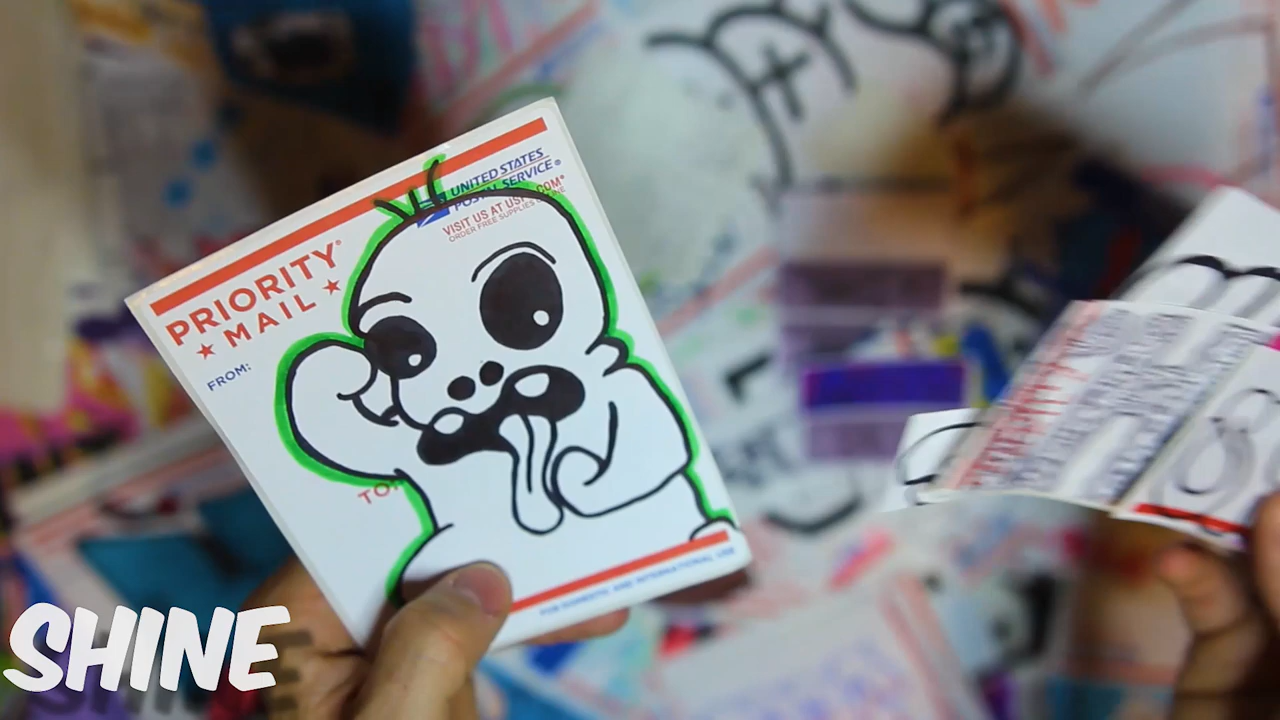 UNITED STATES
POSTAL SERVICE®
VISIT US AT USPS.COM®
ORDER FREE SUPPLIES ONLINE
PRIORITY®
★ MAIL ★
FROM:
TO:
FOR DOMESTIC AND INTERNATIONAL USE
SHINE